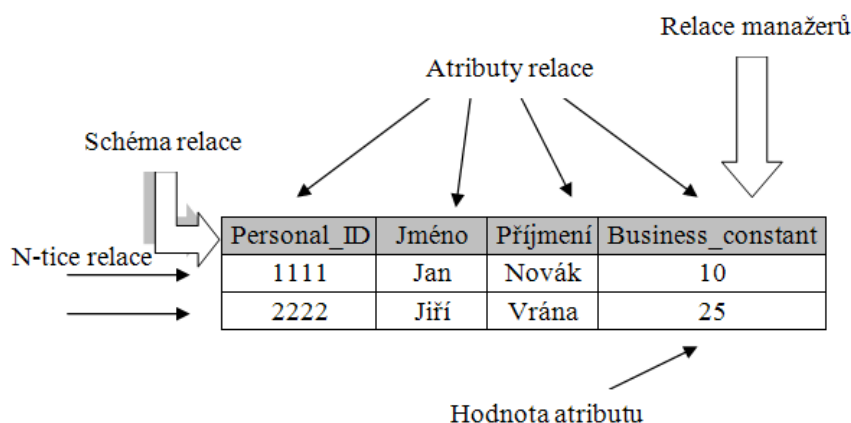 Relace manažerů
Atributy relace
Schéma relace
Personal_ID Jméno Příjmení Business_constant
N-tice relace
1111 Jan Novák 10
2222 Jiří Vrána 25
Hodnota atributu